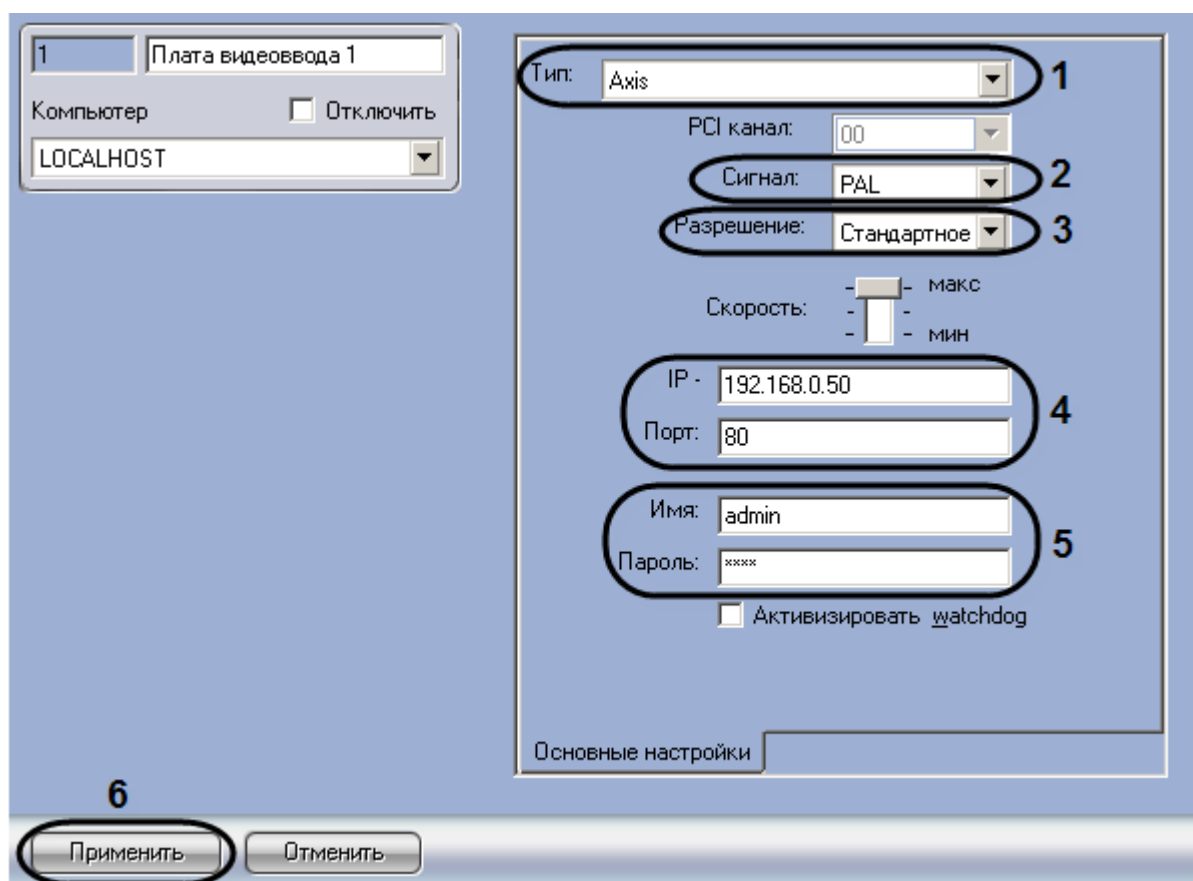 1 Плата видеоввода 1
Компьютер Отключить
LOCALHOST
Тип: Axis 1
PCI канал: 00
Сигнал: PAL 2
Разрешение: Стандартное 3
макс
Скорость:
мин
IP - 192.168.0.50
4
Порт: 80
Имя: admin
5
Пароль: ****
Активизировать watchdog
Основные настройки
6
Применить Отменить